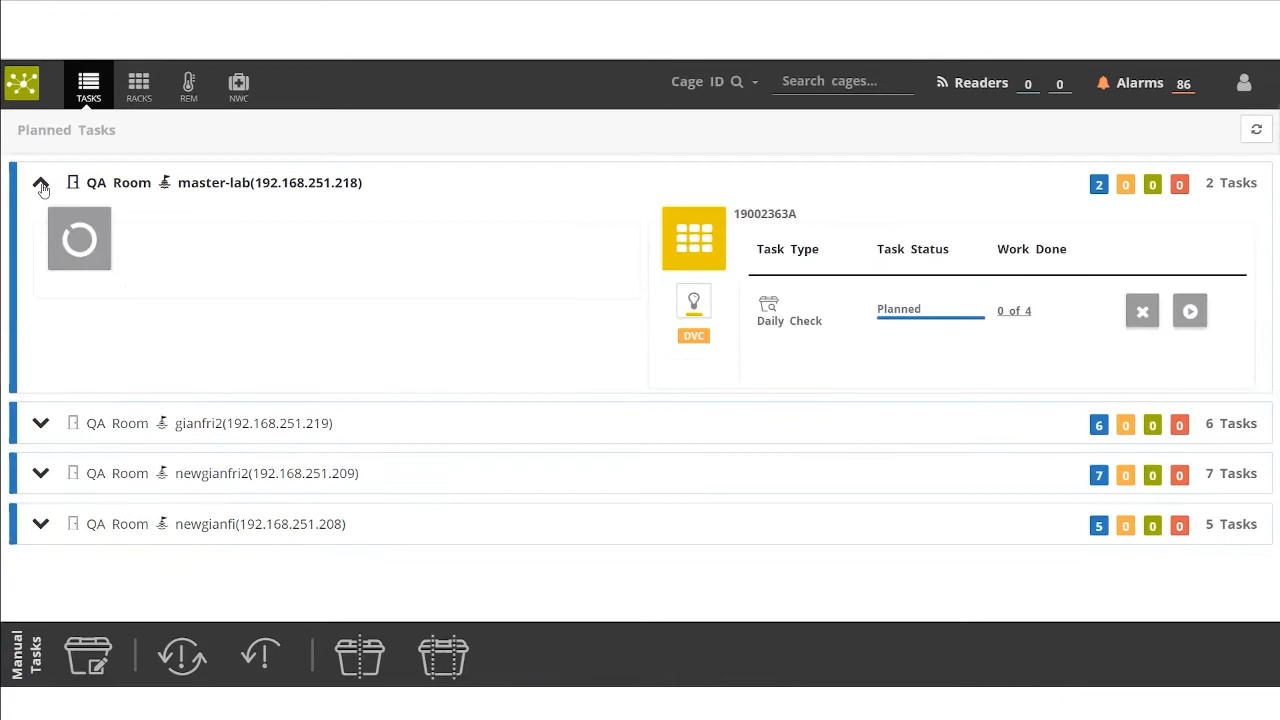 TASKS
RACKS
REM
NWC
Cage ID
Search cages...
Readers 0 0
Alarms 86
Planned Tasks
QA Room master-lab(192.168.251.218)
2 0 0 0 2 Tasks
19002363A
Task Type Task Status Work Done
Daily Check
Planned
0 of 4
DVC
QA Room gianfri2(192.168.251.219)
6 0 0 0 6 Tasks
QA Room newgianfri2(192.168.251.209)
7 0 0 0 7 Tasks
QA Room newgianfi(192.168.251.208)
5 0 0 0 5 Tasks
Manual
Tasks